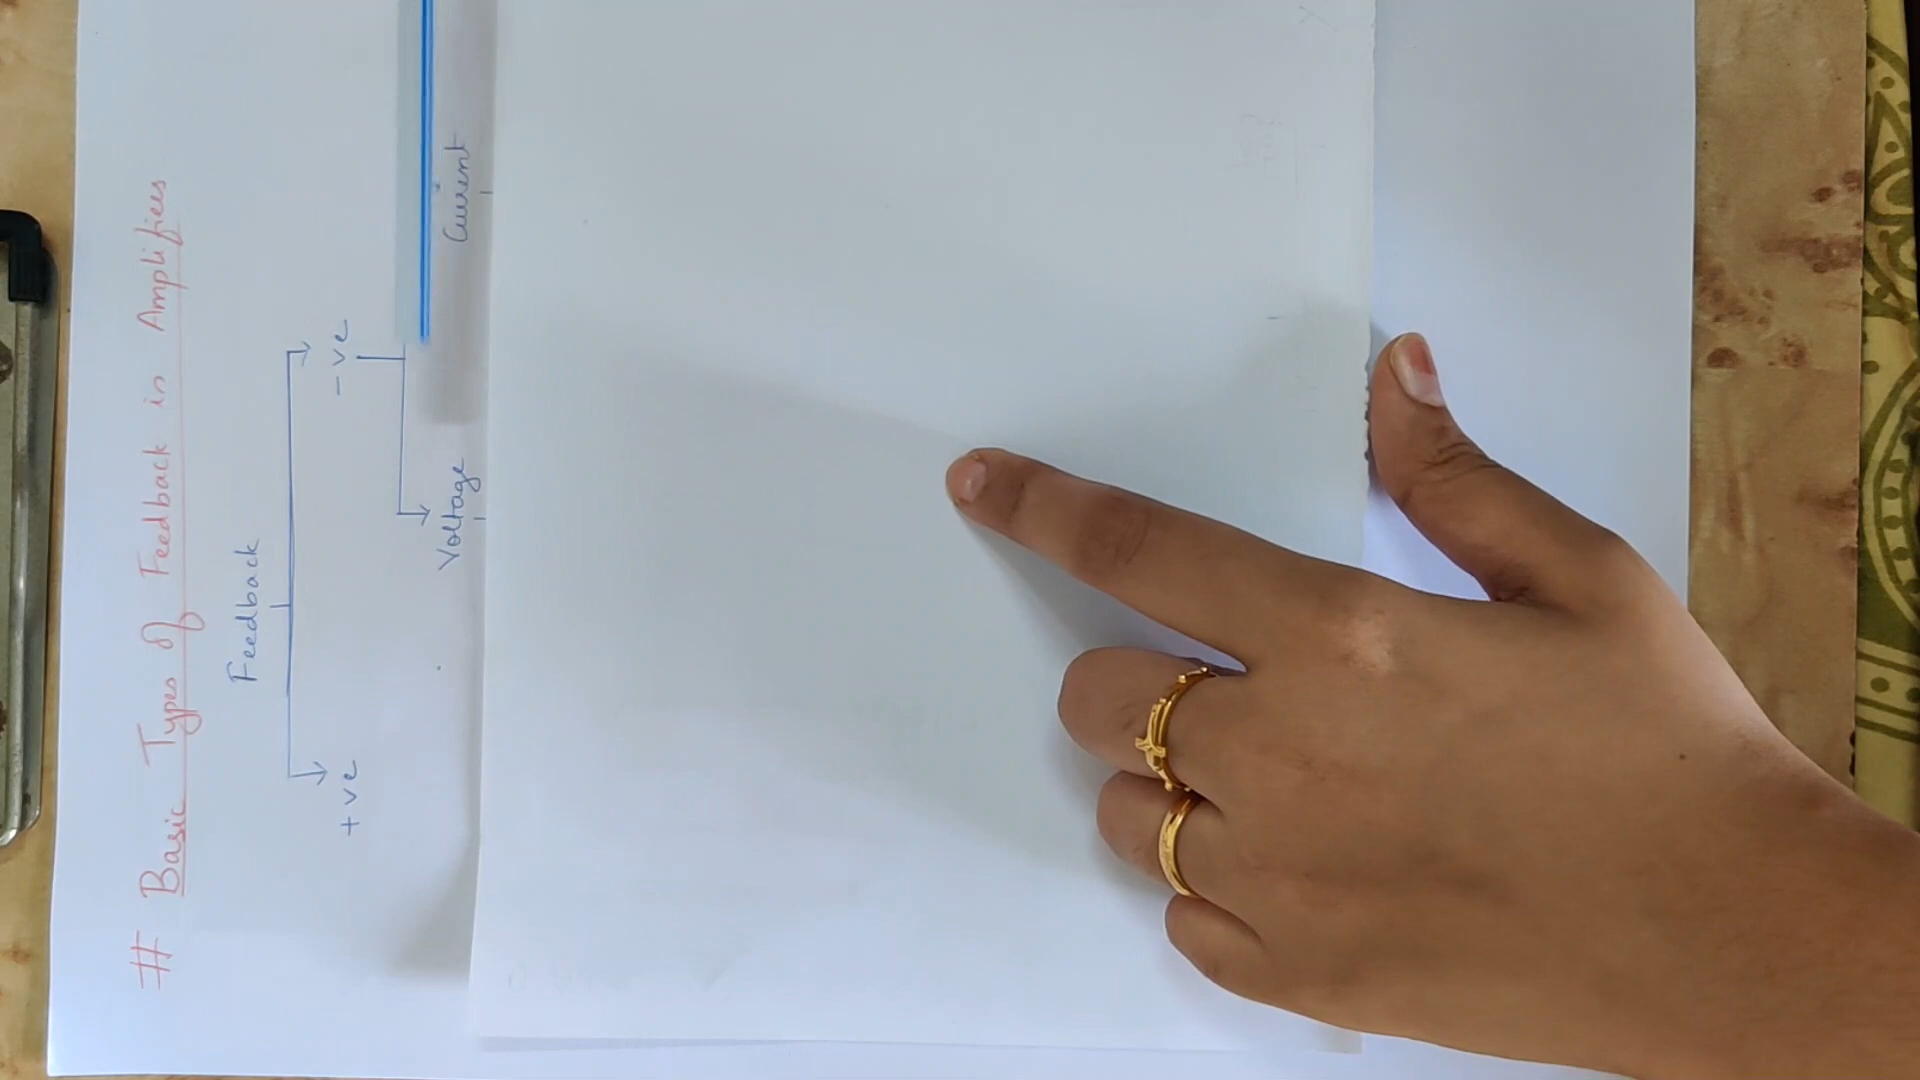 # Basic Types of Feedback in Amplifiers
Feedback
+ve -ve
Voltage Current